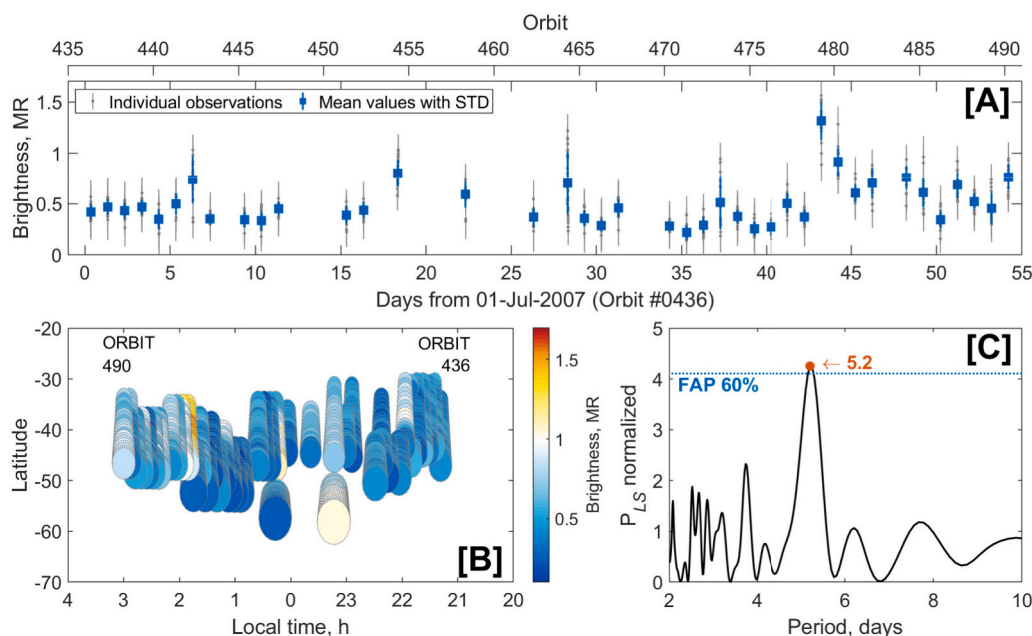 Orbit
435 440 445 450 455 460 465 470 475 480 485 490
[A]
Individual observations Mean values with STD
Brightness, MR
1.5
1
0.5
0
0 5 10 15 20 25 30 35 40 45 50 55
Days from 01-Jul-2007 (Orbit #0436)
[B]
ORBIT
490
ORBIT
436
Latitude
-20
-30
-40
-50
-60
-70
4 3 2 1 0 23 22 21 20
Local time, h
Brightness, MR
1.5
1
0.5
[C]
← 5.2
FAP 60%
P_LS normalized
5
4
3
2
1
0
2 4 6 8 10
Period, days